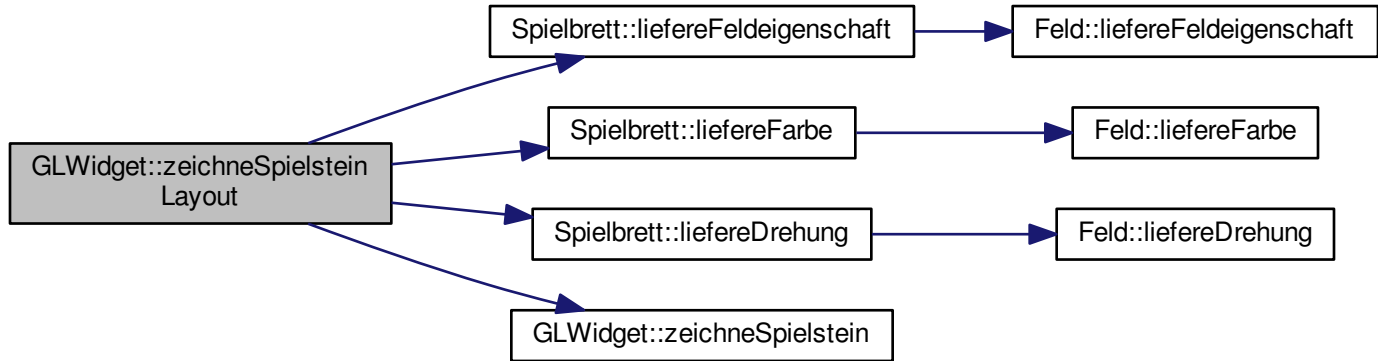 Spielbrett::liefereFeldeigenschaft
Feld::liefereFeldeigenschaft
Spielbrett::liefereFarbe
Feld::liefereFarbe
GLWidget::zeichneSpielstein
Layout
Spielbrett::liefereDrehung
Feld::liefereDrehung
GLWidget::zeichneSpielstein